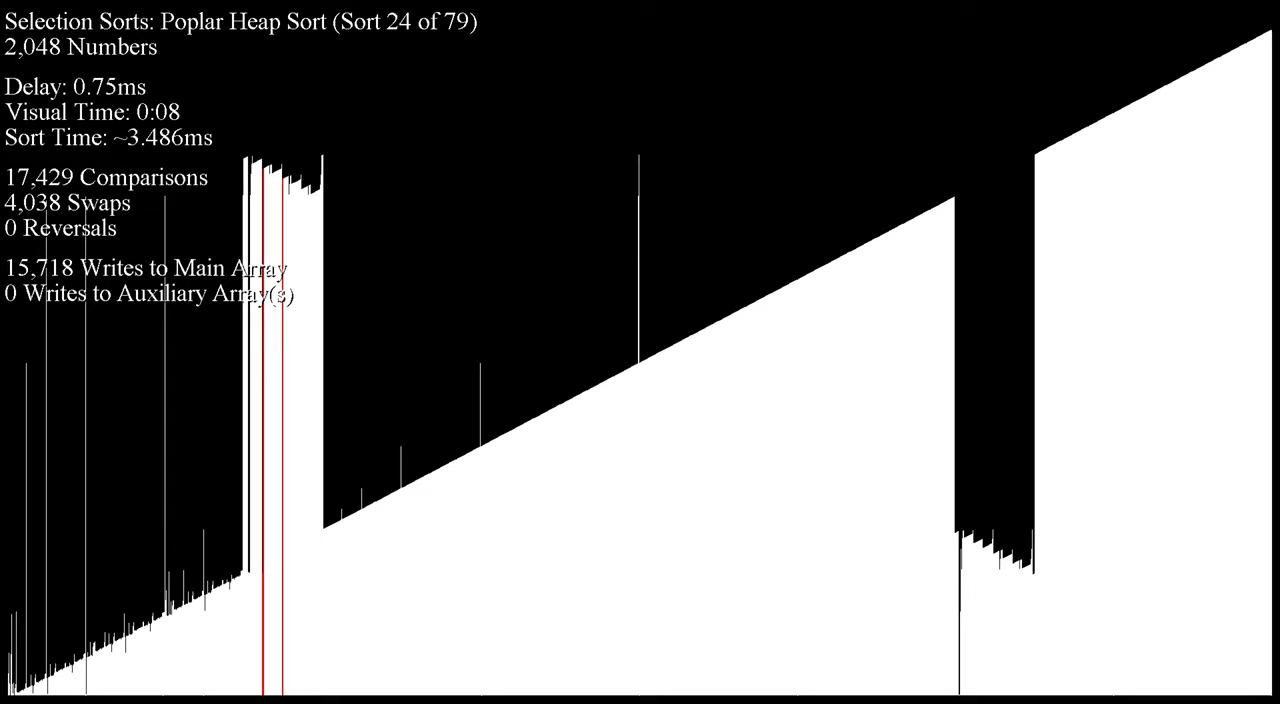 Selection Sorts: Poplar Heap Sort (Sort 24 of 79)
2,048 Numbers
Delay: 0.75ms
Visual Time: 0:08
Sort Time: ~3.486ms
17,429 Comparisons
4,038 Swaps
0 Reversals
15,718 Writes to Main Array
0 Writes to Auxiliary Array(s)